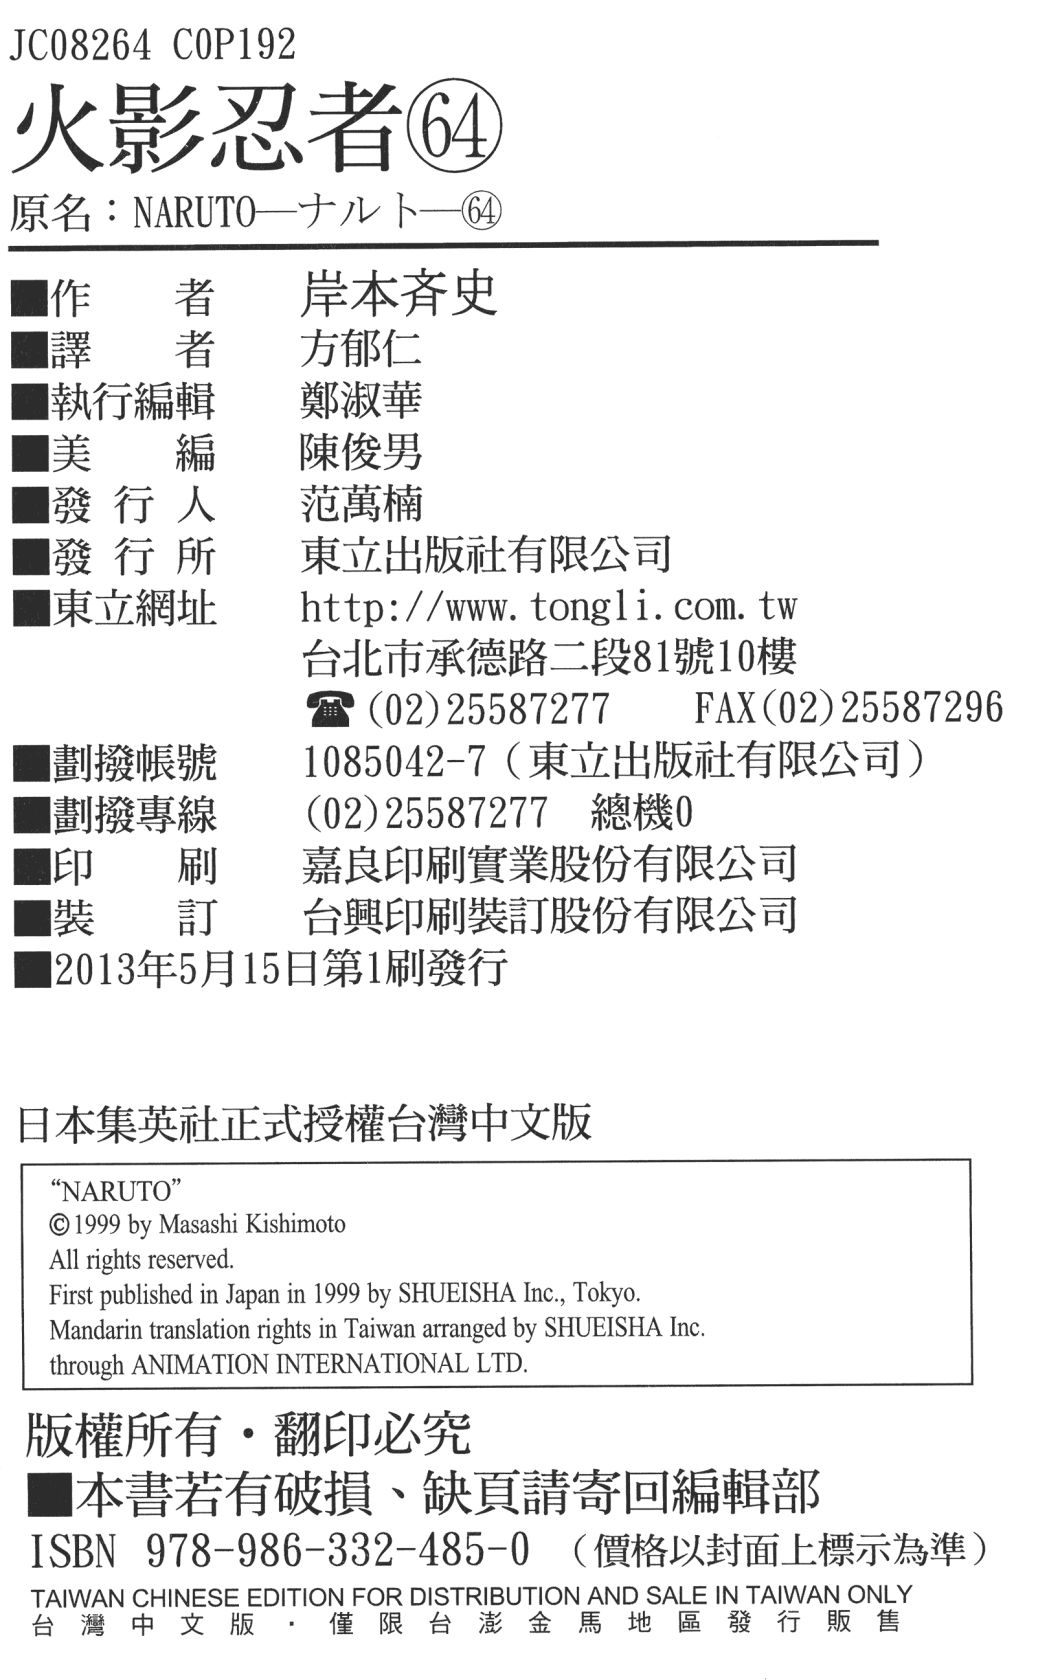 JC08264 C0P192
火影忍者64
原名：NARUTO—ナルト—64
■作者 岸本斉史
■譯者 方郁仁
■執行編輯 鄭淑華
■美編 陳俊男
■發行人 范萬楠
■發行所 東立出版社有限公司
■東立網址 http://www.tongli.com.tw
台北市承德路二段81號10樓
☎(02)25587277 FAX(02)25587296
■劃撥帳號 1085042-7（東立出版社有限公司）
■劃撥專線 (02)25587277 總機0
■印刷 嘉良印刷實業股份有限公司
■裝訂 台興印刷裝訂股份有限公司
■2013年5月15日第1刷發行
日本集英社正式授權台灣中文版
“NARUTO”
©1999 by Masashi Kishimoto
All rights reserved.
First published in Japan in 1999 by SHUEISHA Inc., Tokyo.
Mandarin translation rights in Taiwan arranged by SHUEISHA Inc.
through ANIMATION INTERNATIONAL LTD.
版權所有・翻印必究
■本書若有破損、缺頁請寄回編輯部
ISBN 978-986-332-485-0 （價格以封面上標示為準）
TAIWAN CHINESE EDITION FOR DISTRIBUTION AND SALE IN TAIWAN ONLY
台灣中文版・僅限台澎金馬地區發行販售